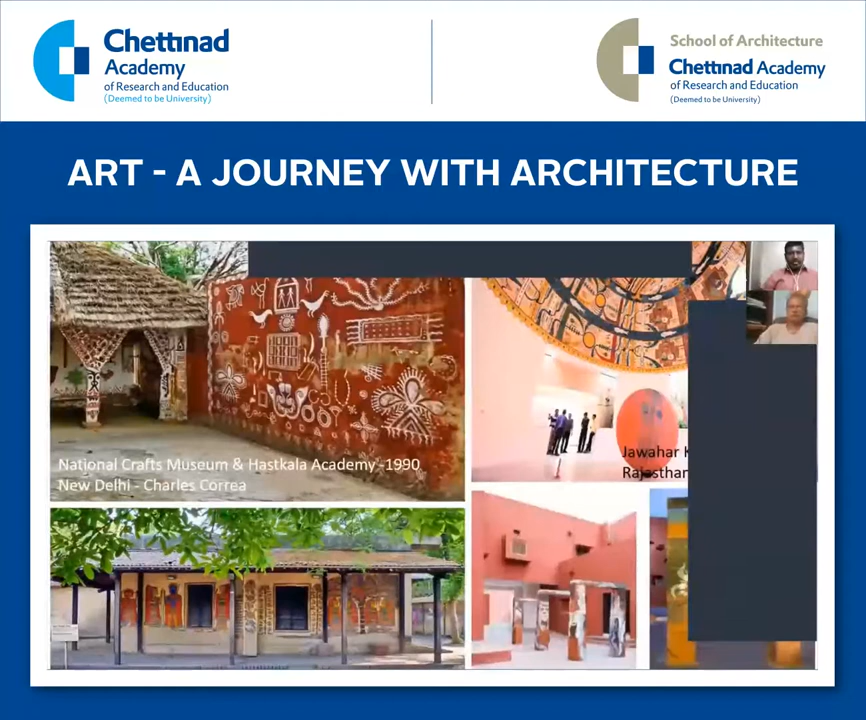 Chettinad
Academy
of Research and Education
(Deemed to be University)
School of Architecture
Chettinad Academy
of Research and Education
(Deemed to be University)
ART - A JOURNEY WITH ARCHITECTURE
National Crafts Museum & Hastkala Academy -1990
New Delhi - Charles Correa
Jawahar K
Rajasthan